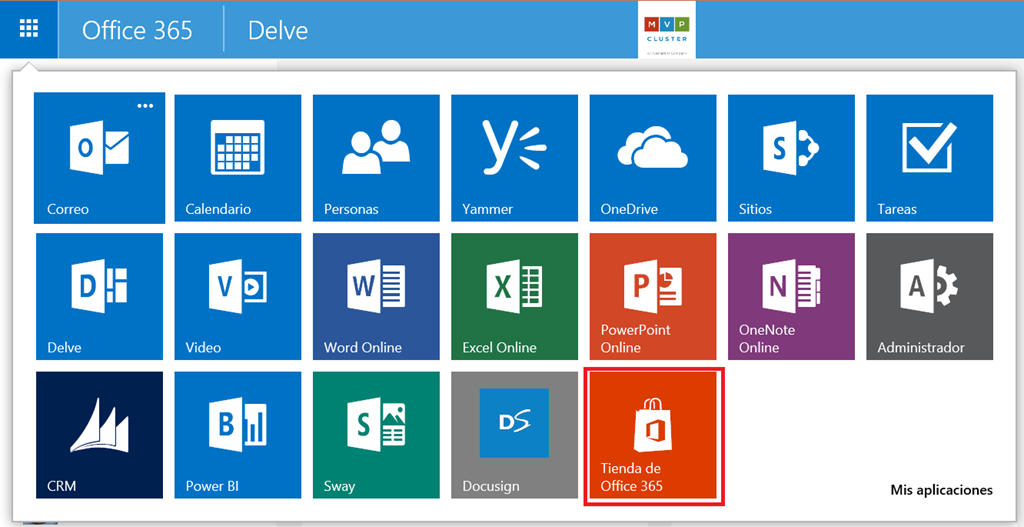 Office 365
Delve
M V P
CLUSTER
O
Correo
Calendario
Personas
Yammer
OneDrive
S
Sitios
Tareas
D
Delve
V
Video
W
Word Online
X
Excel Online
P
PowerPoint
Online
N
OneNote
Online
A
Administrador
CRM
B
Power BI
S
Sway
DS
Docusign
Tienda de
Office 365
Mis aplicaciones